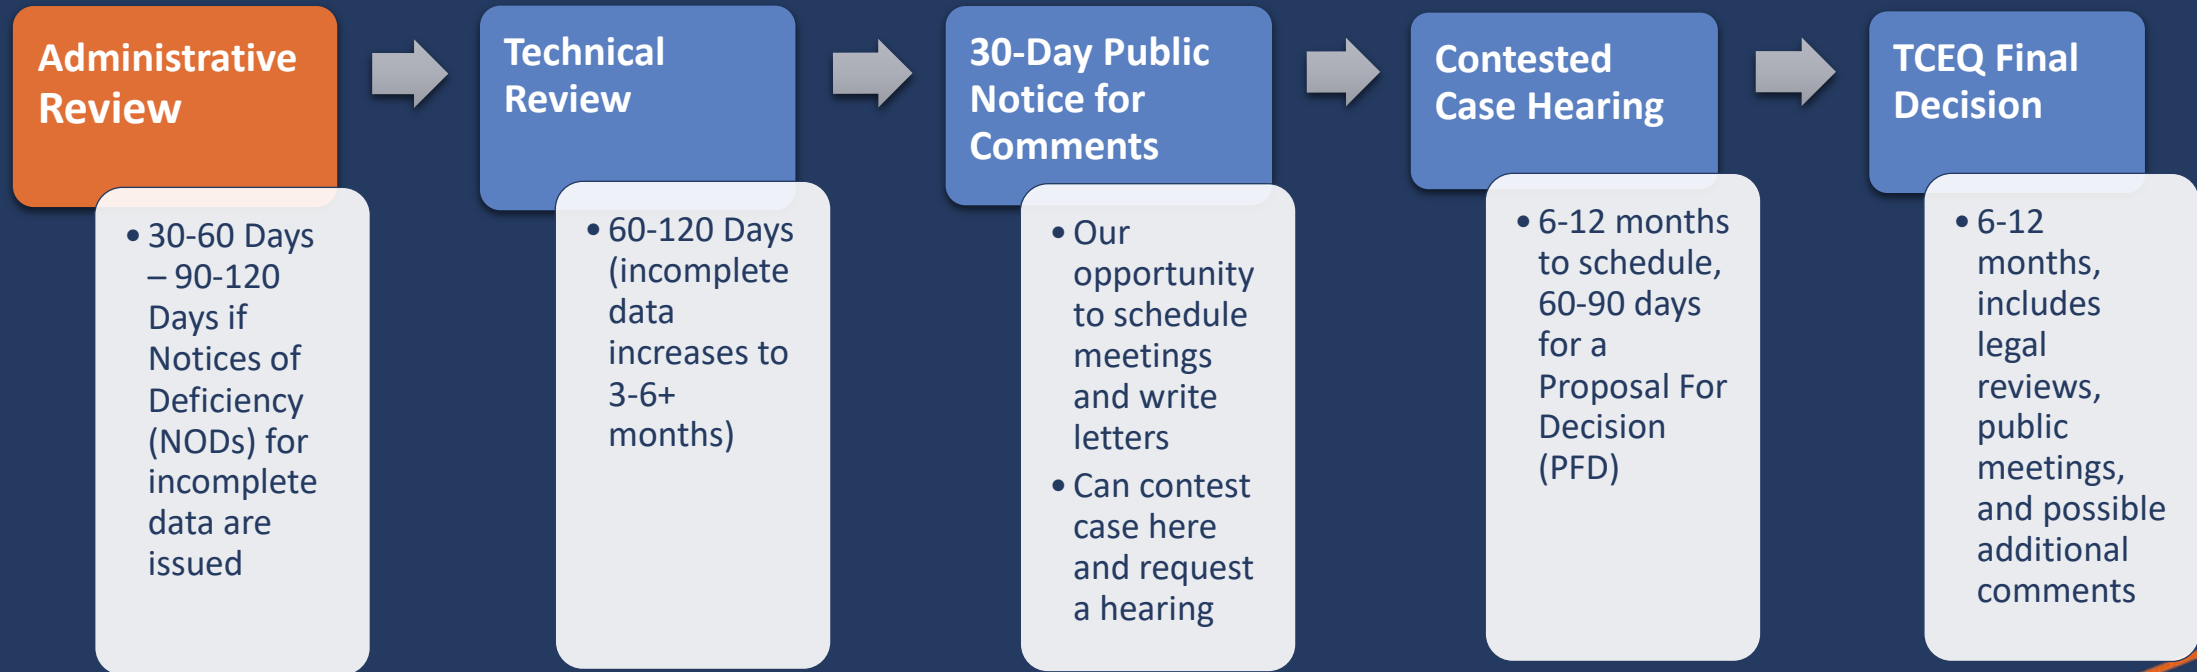 Administrative
Review
• 30-60 Days
– 90-120
Days if
Notices of
Deficiency
(NODs) for
incomplete
data are
issued
Technical
Review
• 60-120 Days
(incomplete
data
increases to
3-6+
months)
30-Day Public
Notice for
Comments
• Our
opportunity
to schedule
meetings
and write
letters
• Can contest
case here
and request
a hearing
Contested
Case Hearing
• 6-12 months
to schedule,
60-90 days
for a
Proposal For
Decision
(PFD)
TCEQ Final
Decision
• 6-12
months,
includes
legal
reviews,
public
meetings,
and possible
additional
comments